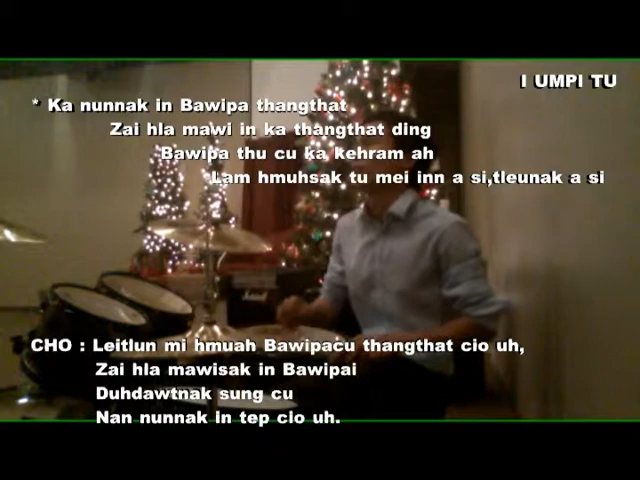 I UMPI TU
* Ka nunnak in Bawipa thangthat
Zai hla mawi in ka thangthat ding
Bawipa thu cu ka kehram ah
Lam hmuhsak tu mei inn a si,tleunak a si
CHO : Leitlun mi hmuah Bawipacu thangthat cio uh,
Zai hla mawisak in Bawipai
Duhdawtnak sung cu
Nan nunnak in tep cio uh.